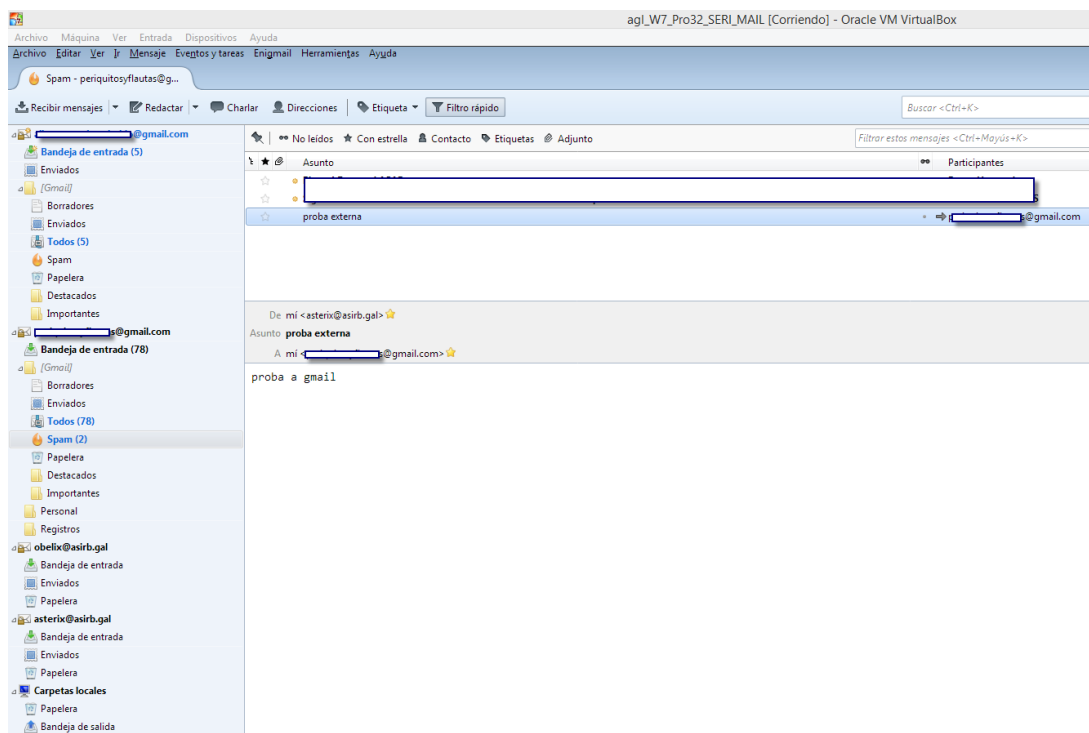 agl_W7_Pro32_SERI_MAIL [Corriendo] - Oracle VM VirtualBox
Archivo Máquina Ver Entrada Dispositivos Ayuda
Archivo Editar Ver Ir Mensaje Eventos y tareas Enigmail Herramientas Ayuda
Spam - periquitosyflautas@g...
Recibir mensajes Redactar Charlar Direcciones Etiqueta Filtro rápido Buscar <Ctrl+K>
@gmail.com
No leídos Con estrella Contacto Etiquetas Adjunto Filtrar estos mensajes <Ctrl+Mayús+K>
Bandeja de entrada (5)
Asunto Participantes
Enviados
[Gmail]
Borradores
S
Enviados
proba externa @gmail.com
Todos (5)
Spam
Papelera
Destacados
Importantes
De mí <asterix@asirb.gal>
s@gmail.com
Asunto proba externa
Bandeja de entrada (78)
A mí < s@gmail.com>
[Gmail]
proba a gmail
Borradores
Enviados
Todos (78)
Spam (2)
Papelera
Destacados
Importantes
Personal
Registros
obelix@asirb.gal
Bandeja de entrada
Enviados
Papelera
asterix@asirb.gal
Bandeja de entrada
Enviados
Papelera
Carpetas locales
Papelera
Bandeja de salida